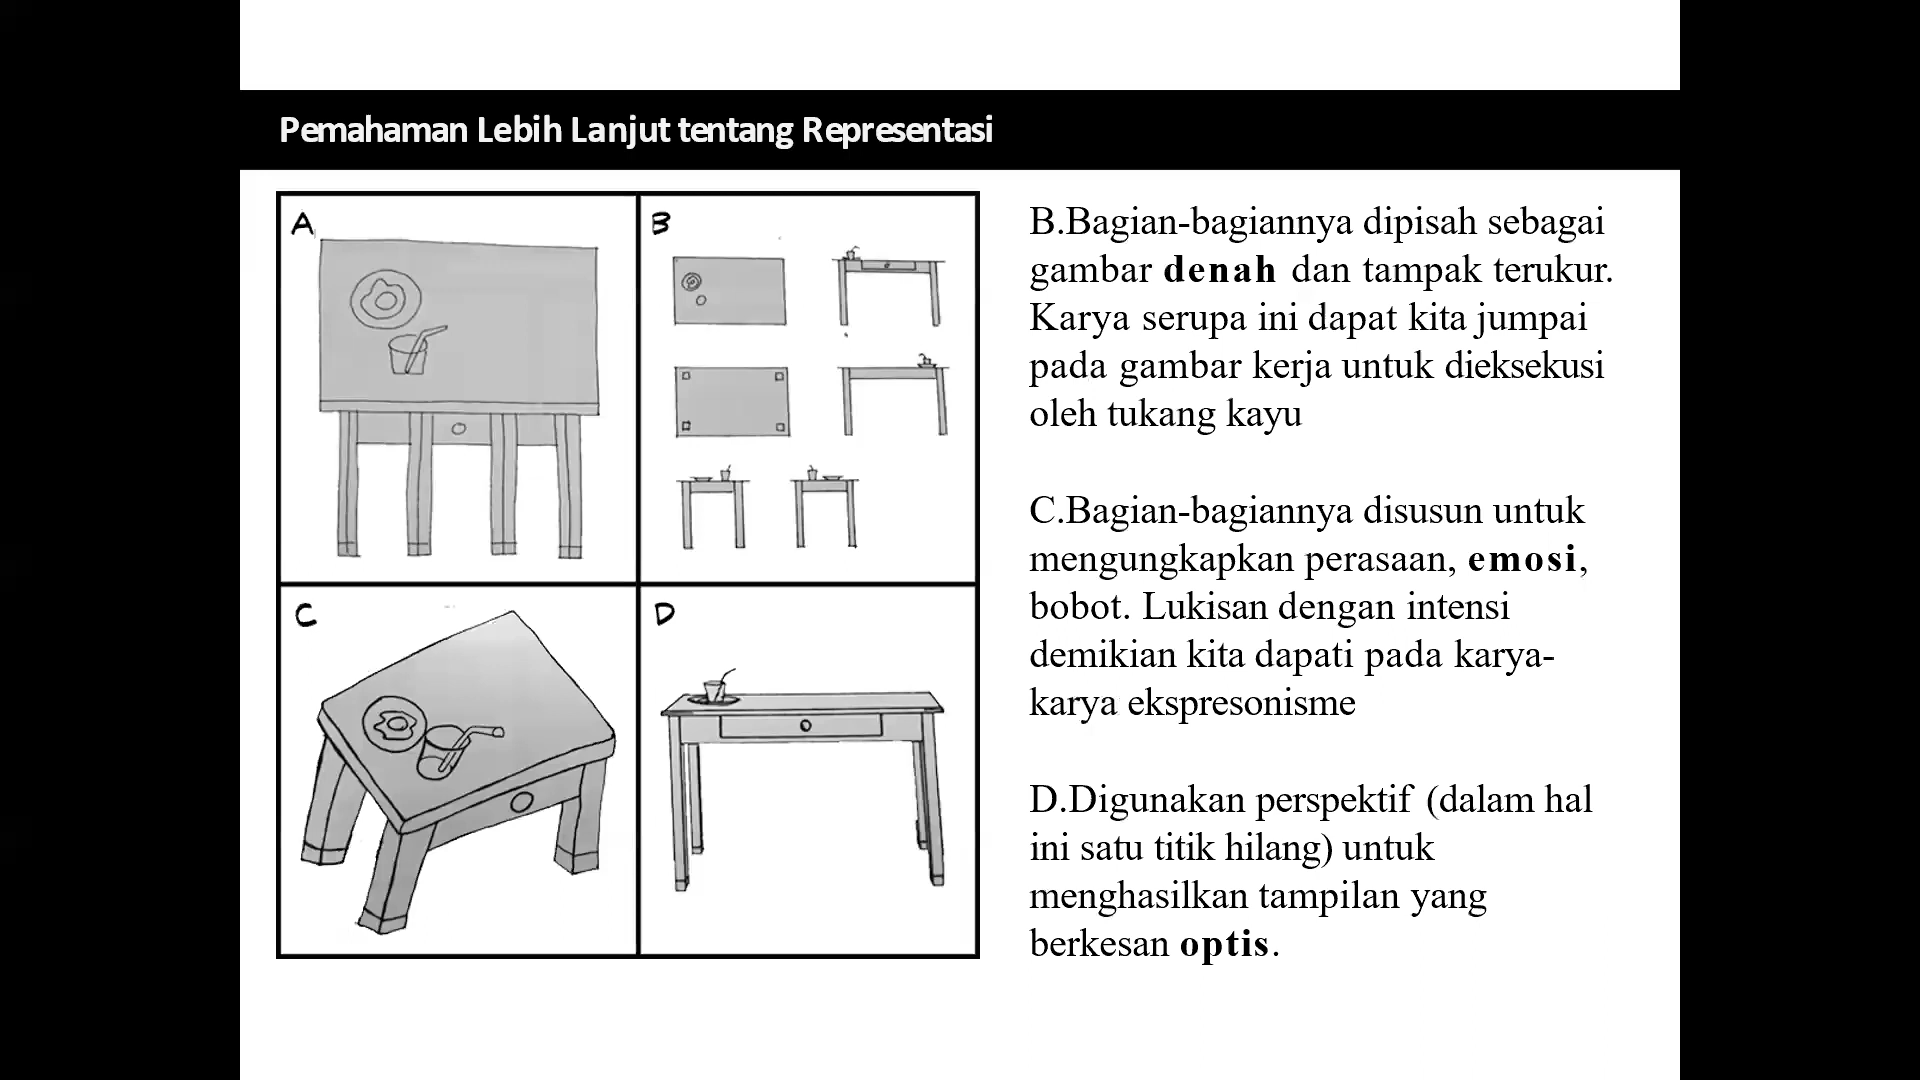 Pemahaman Lebih Lanjut tentang Representasi
A
B
C
D
B.Bagian-bagiannya dipisah sebagai
gambar denah dan tampak terukur.
Karya serupa ini dapat kita jumpai
pada gambar kerja untuk dieksekusi
oleh tukang kayu
C.Bagian-bagiannya disusun untuk
mengungkapkan perasaan, emosi,
bobot. Lukisan dengan intensi
demikian kita dapati pada karya-
karya ekspresonisme
D.Digunakan perspektif (dalam hal
ini satu titik hilang) untuk
menghasilkan tampilan yang
berkesan optis.